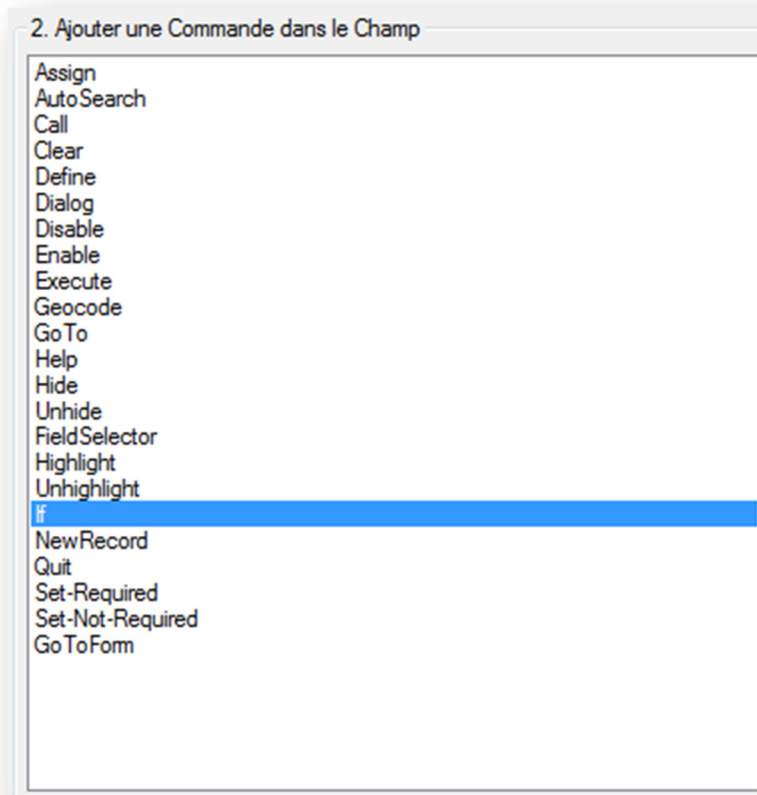 2. Ajouter une Commande dans le Champ
Assign
AutoSearch
Call
Clear
Define
Dialog
Disable
Enable
Execute
Geocode
GoTo
Help
Hide
Unhide
FieldSelector
Highlight
Unhighlight
If
NewRecord
Quit
Set-Required
Set-Not-Required
GoToForm